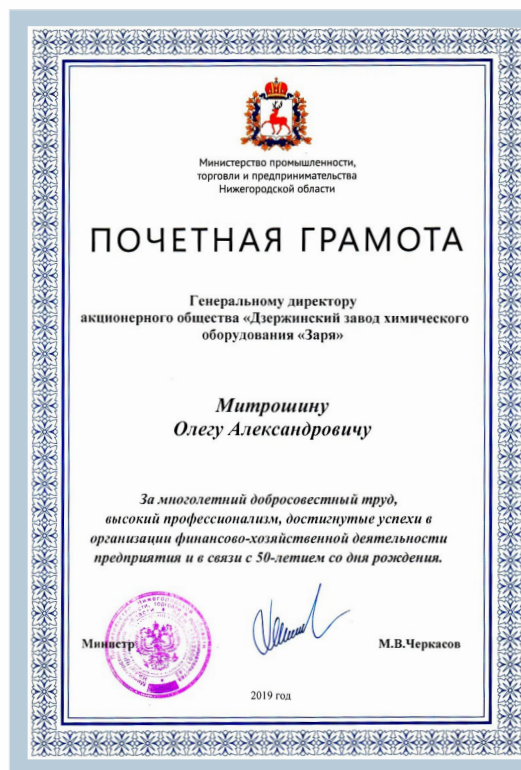 Министерство промышленности,
торговли и предпринимательства
Нижегородской области
ПОЧЕТНАЯ ГРАМОТА
Генеральному директору
акционерного общества «Дзержинский завод химического
оборудования «Заря»
Митрошину
Олегу Александровичу
За многолетний добросовестный труд,
высокий профессионализм, достигнутые успехи в
организации финансово-хозяйственной деятельности
предприятия и в связи с 50-летием со дня рождения.
Министр
М.В.Черкасов
2019 год